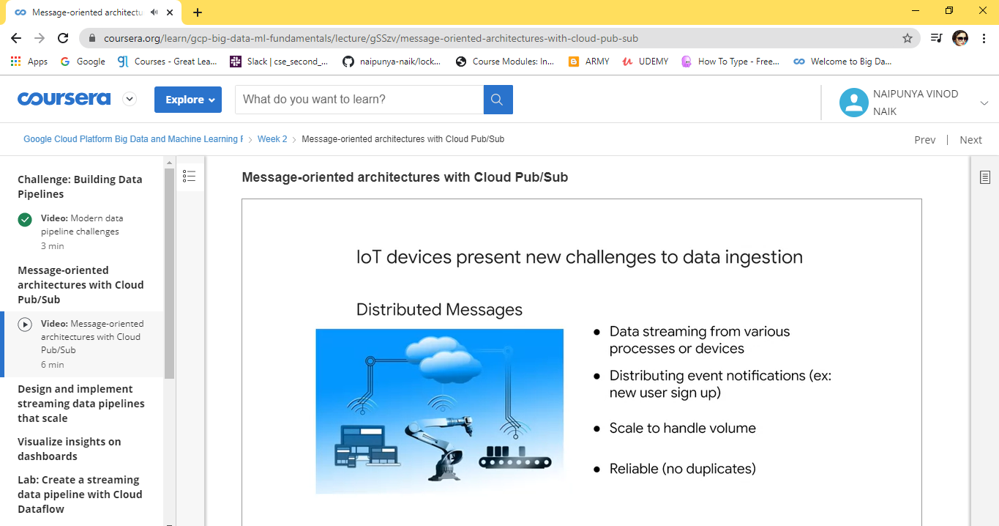 Message-oriented architectu
coursera.org/learn/gcp-big-data-ml-fundamentals/lecture/gSSzv/message-oriented-architectures-with-cloud-pub-sub
Apps
Google
Courses - Great Lea...
Slack | cse_second_...
naipunya-naik/lock...
Course Modules: In...
ARMY
UDEMY
How To Type - Free...
Welcome to Big Da...
coursera
Explore
What do you want to learn?
NAIPUNYA VINOD
NAIK
Google Cloud Platform Big Data and Machine Learning F
Week 2
Message-oriented architectures with Cloud Pub/Sub
Prev | Next
Challenge: Building Data
Pipelines
Video: Modern data
pipeline challenges
3 min
Message-oriented
architectures with Cloud
Pub/Sub
Video: Message-oriented
architectures with Cloud
Pub/Sub
6 min
Design and implement
streaming data pipelines
that scale
Visualize insights on
dashboards
Lab: Create a streaming
data pipeline with Cloud
Dataflow
Message-oriented architectures with Cloud Pub/Sub
IoT devices present new challenges to data ingestion
Distributed Messages
● Data streaming from various
processes or devices
● Distributing event notifications (ex:
new user sign up)
● Scale to handle volume
● Reliable (no duplicates)